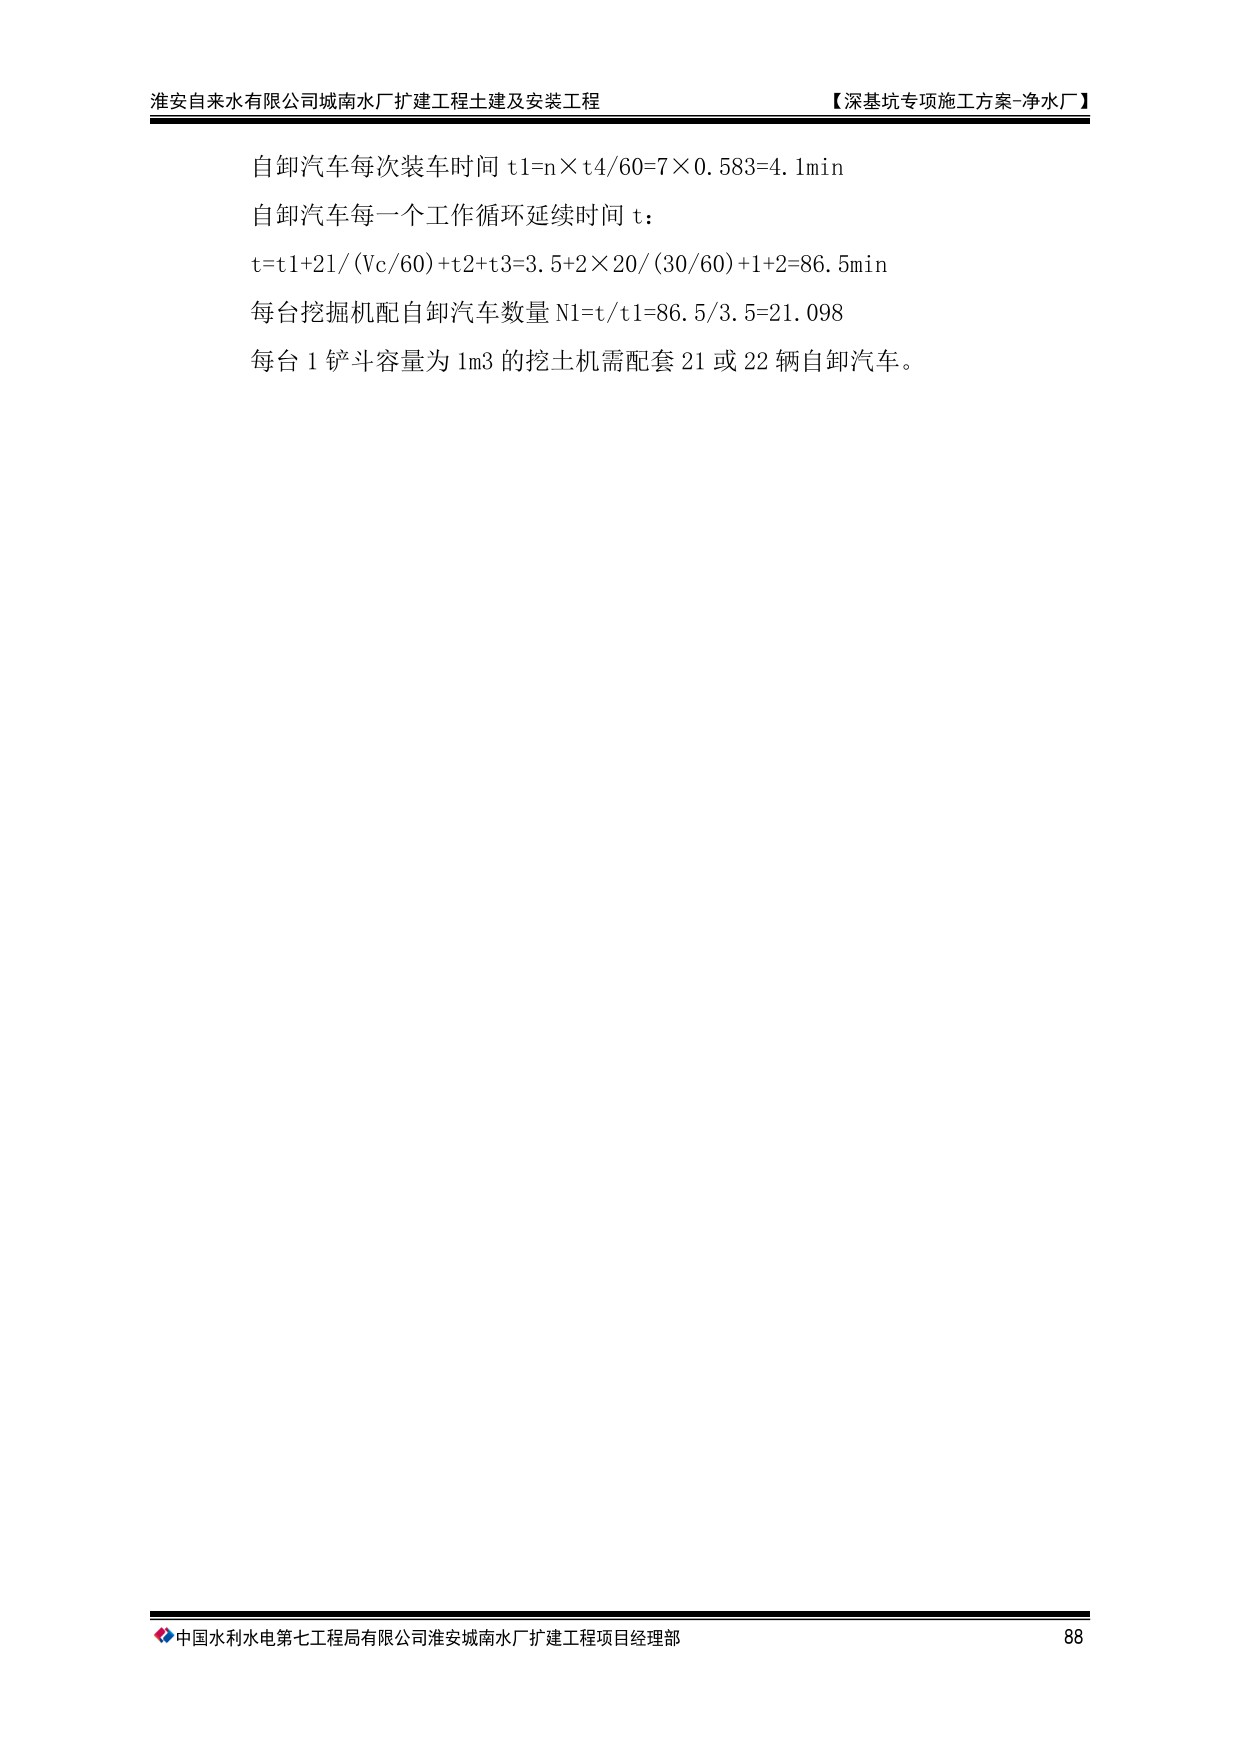 淮安自来水有限公司城南水厂扩建工程土建及安装工程 【深基坑专项施工方案-净水厂】
自卸汽车每次装车时间 t1=n×t4/60=7×0.583=4.1min
自卸汽车每一个工作循环延续时间 t：
t=t1+2l/(Vc/60)+t2+t3=3.5+2×20/(30/60)+1+2=86.5min
每台挖掘机配自卸汽车数量 N1=t/t1=86.5/3.5=21.098
每台 1 铲斗容量为 1m3 的挖土机需配套 21 或 22 辆自卸汽车。
中国水利水电第七工程局有限公司淮安城南水厂扩建工程项目经理部 88